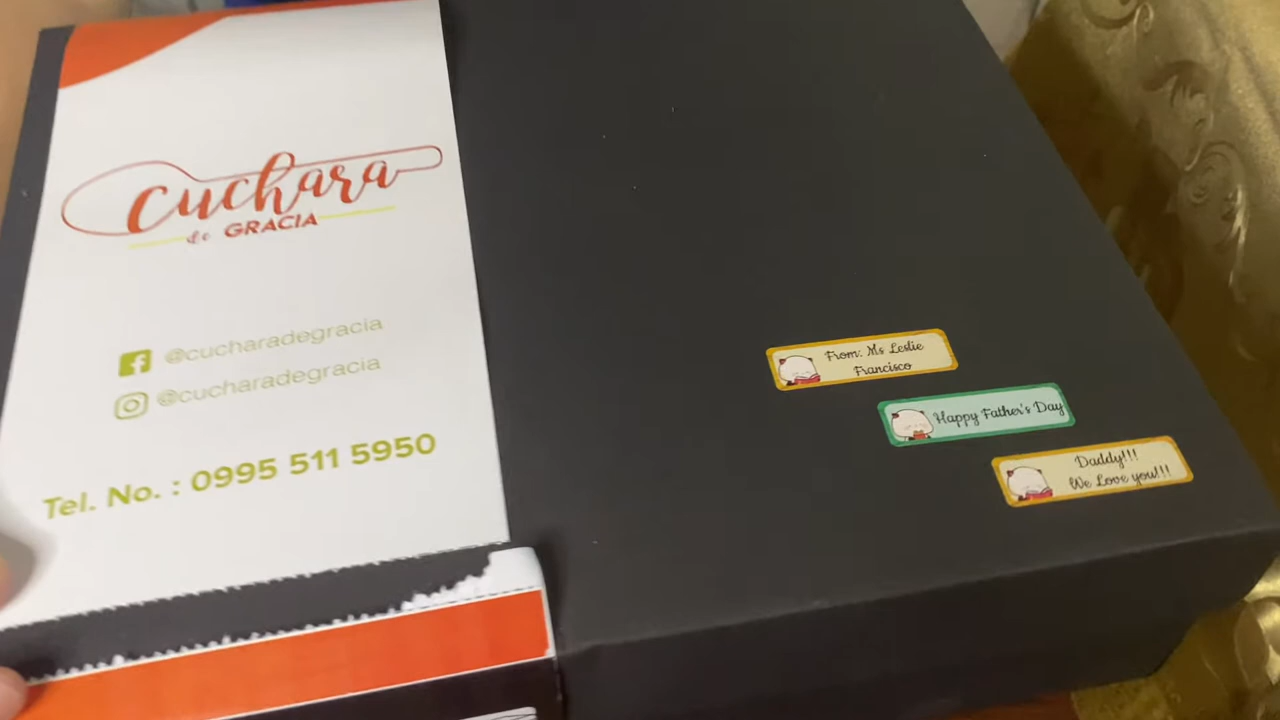 Cuchara
de GRACIA
@cucharadegracia
@cucharadegracia
Tel. No. : 0995 511 5950
From: Ms Leslie
Francisco
Happy Father's Day
Daddy!!!
We Love you!!!